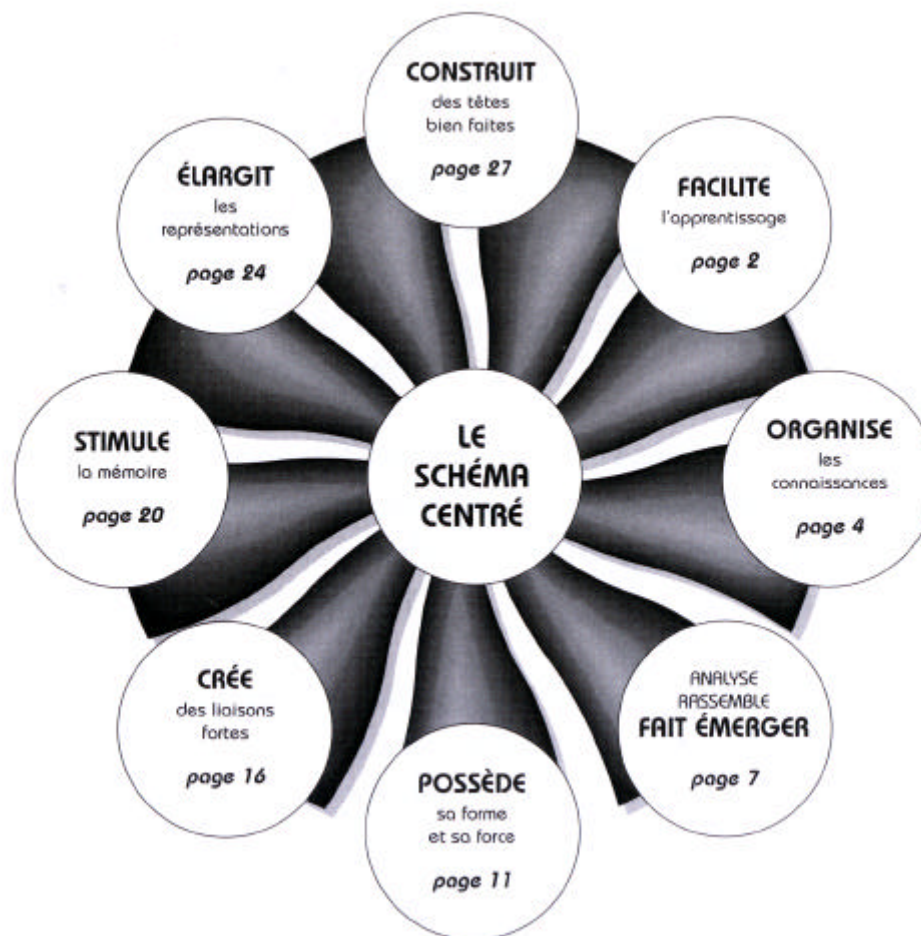 CONSTRUIT
des têtes
bien faites
page 27
FACILITE
l'apprentissage
page 2
ORGANISE
les
connaissances
page 4
ANALYSE
RASSEMBLE
FAIT ÉMERGER
page 7
POSSÈDE
sa forme
et sa force
page 11
CRÉE
des liaisons
fortes
page 16
STIMULE
la mémoire
page 20
ÉLARGIT
les
représentations
page 24
LE
SCHÉMA
CENTRÉ